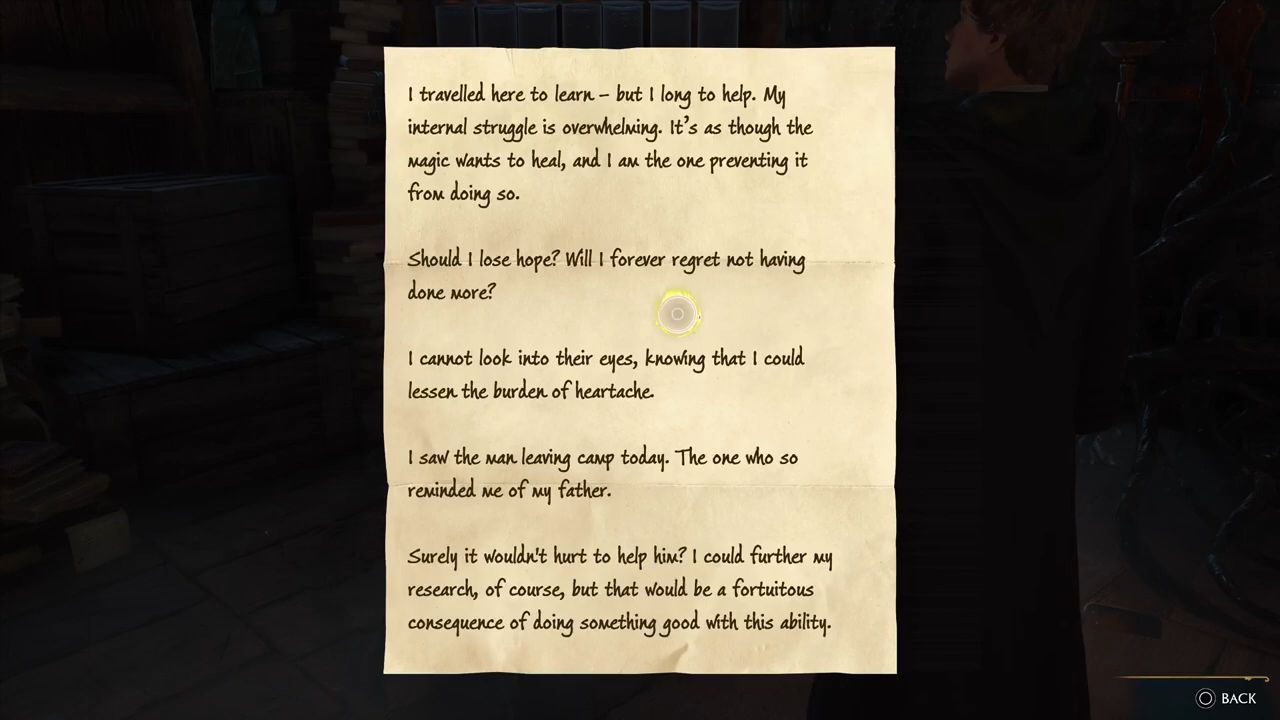 I travelled here to learn – but I long to help. My
internal struggle is overwhelming. It's as though the
magic wants to heal, and I am the one preventing it
from doing so.
Should I lose hope? Will I forever regret not having
done more?
I cannot look into their eyes, knowing that I could
lessen the burden of heartache.
I saw the man leaving camp today. The one who so
reminded me of my father.
Surely it wouldn't hurt to help him? I could further my
research, of course, but that would be a fortuitous
consequence of doing something good with this ability.
BACK